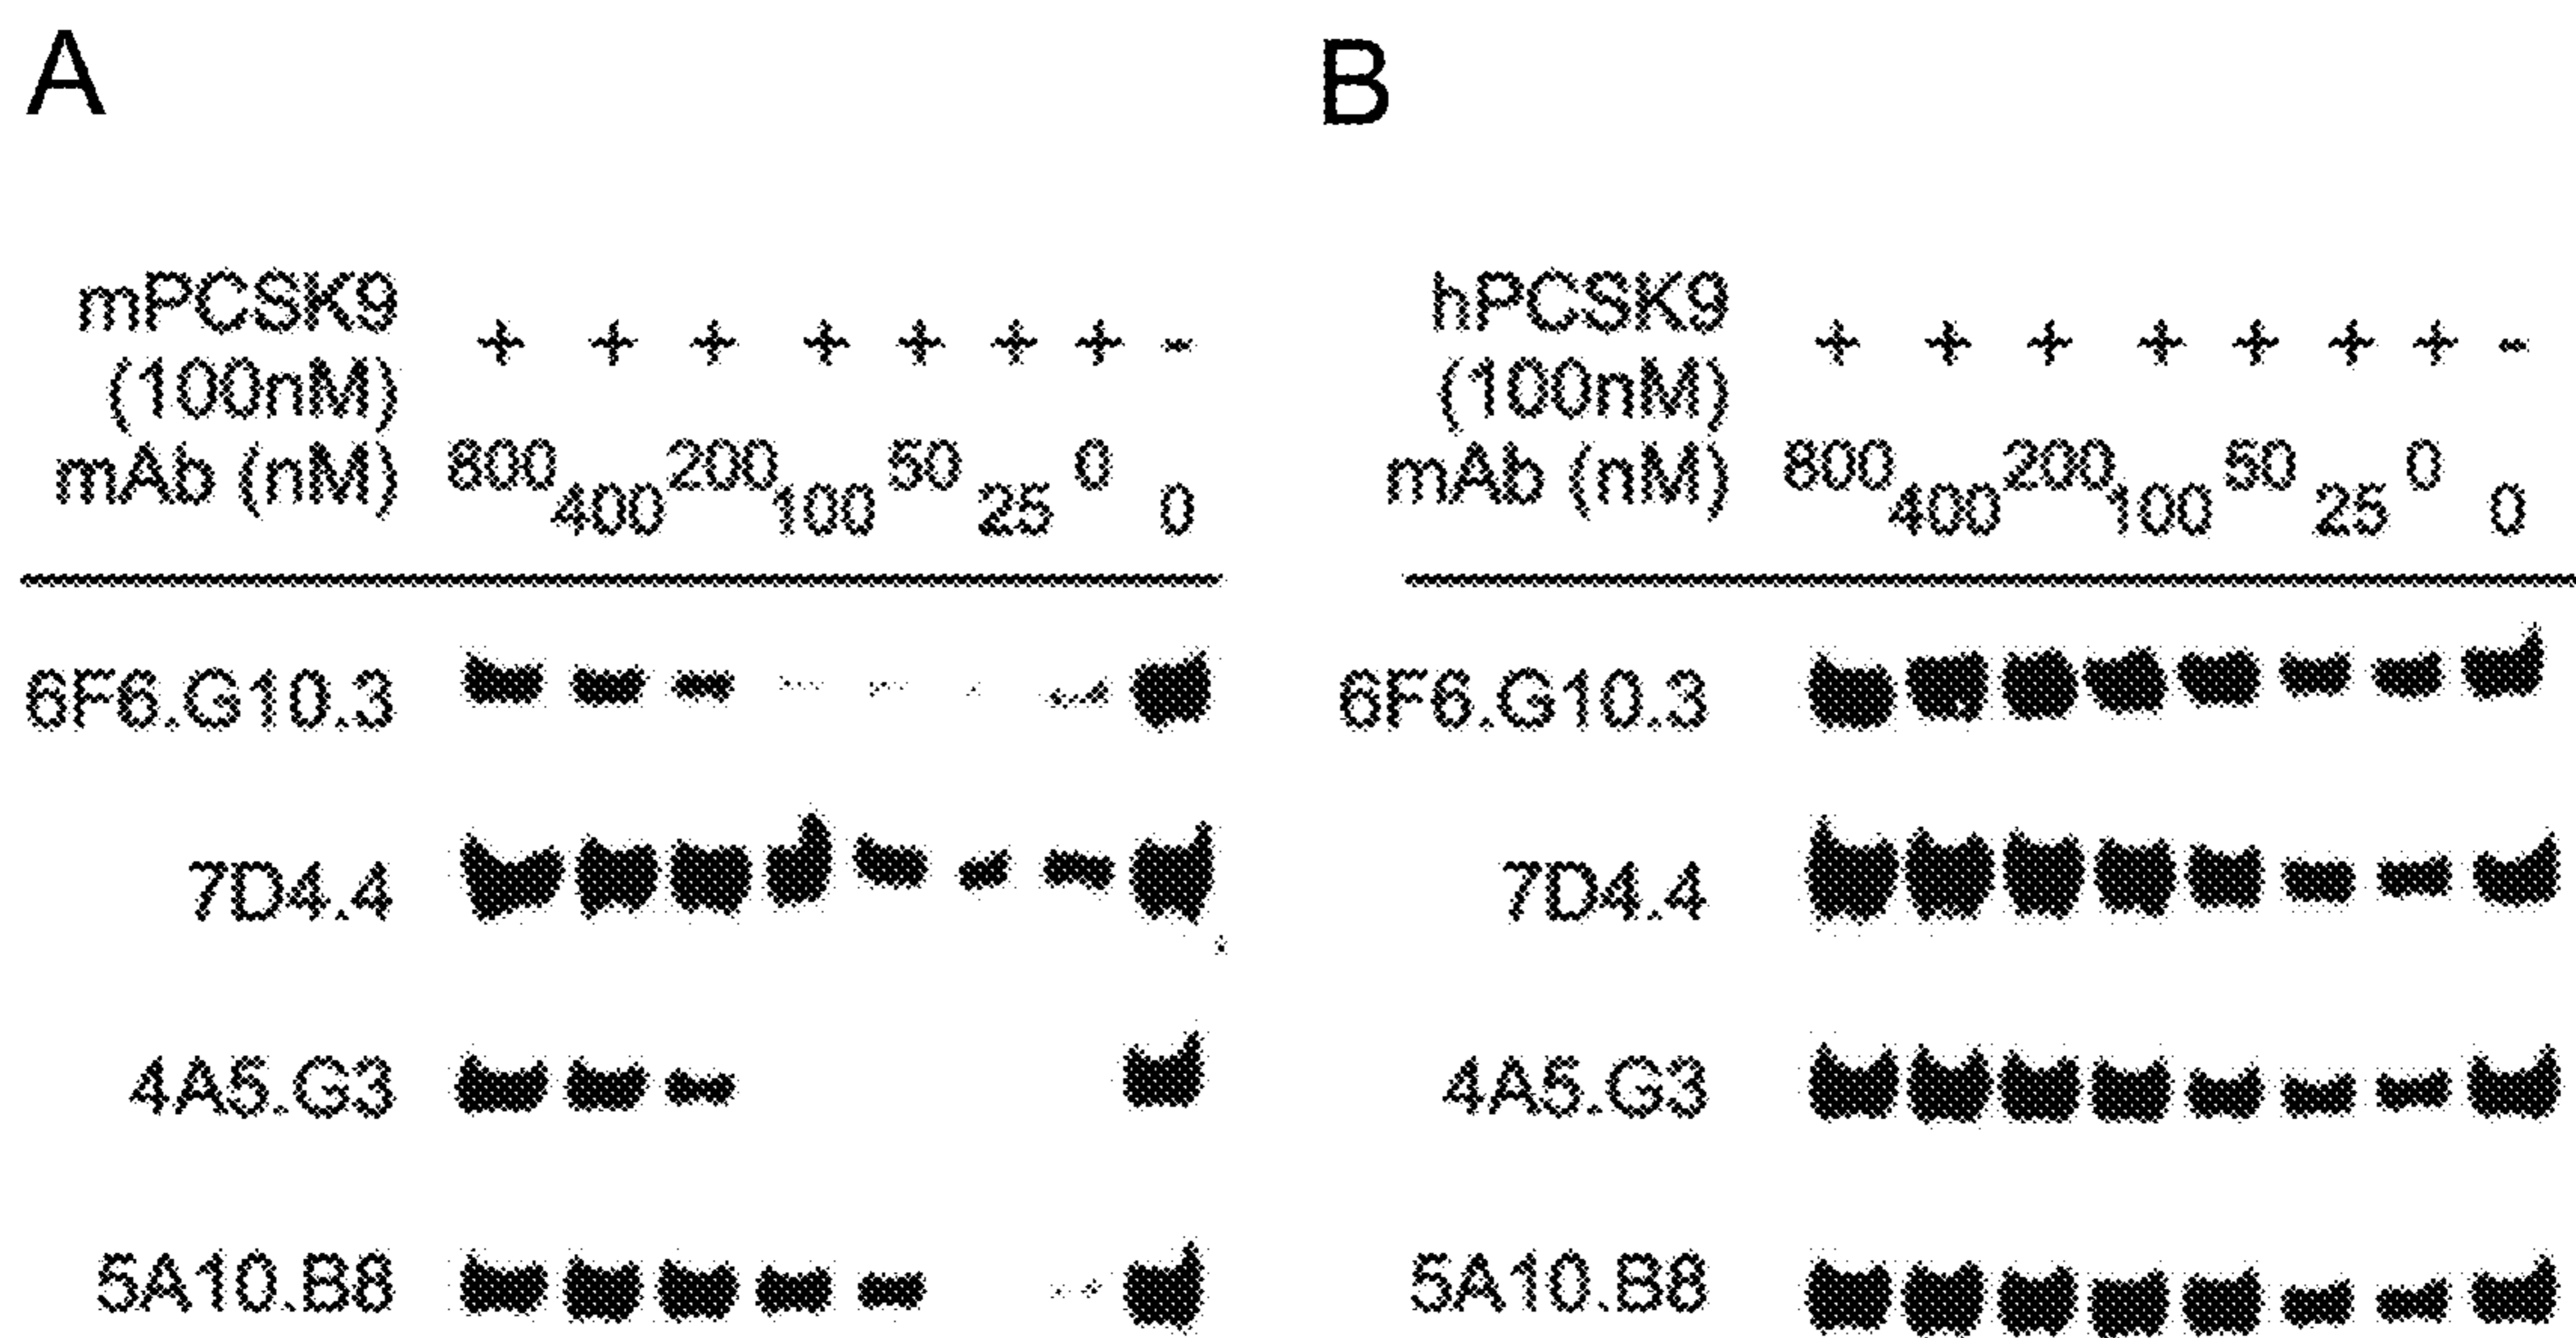 A
mPCSK9
(100nM)
+ + + + + + + -
mAb (nM)
800 400 200 100 50 25 0 0
6F6.G10.3
7D4.4
4A5.G3
5A10.B8
B
hPCSK9
(100nM)
+ + + + + + + -
mAb (nM)
800 400 200 100 50 25 0 0
6F6.G10.3
7D4.4
4A5.G3
5A10.B8